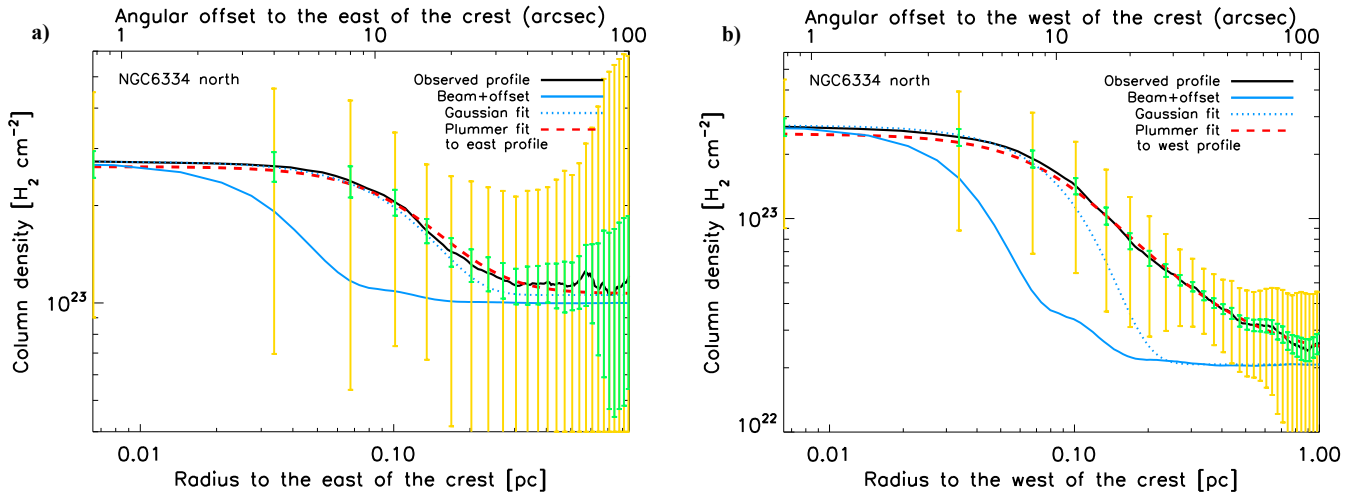 a)
Angular offset to the east of the crest (arcsec)
1 10 100
NGC6334 north
Observed profile
Beam+offset
Gaussian fit
Plummer fit
to east profile
Column density [H2 cm−2]
10^23
0.01 0.10
Radius to the east of the crest [pc]
b)
Angular offset to the west of the crest (arcsec)
1 10 100
NGC6334 north
Observed profile
Beam+offset
Gaussian fit
Plummer fit
to west profile
Column density [H2 cm−2]
10^23
10^22
0.01 0.10 1.00
Radius to the west of the crest [pc]